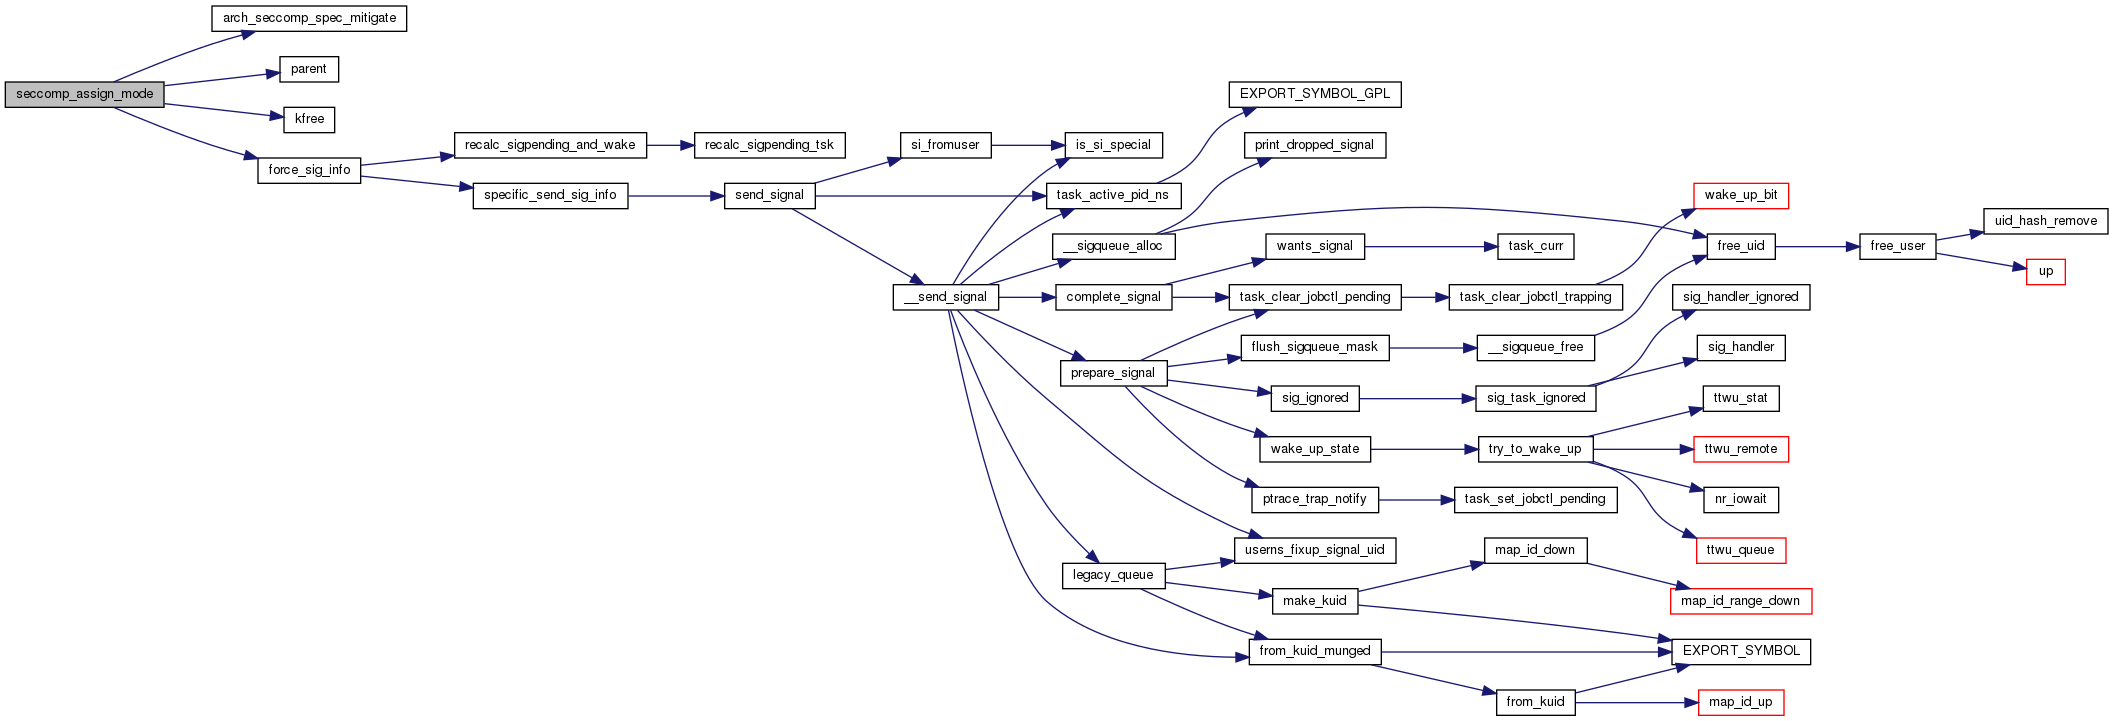 arch_seccomp_spec_mitigate
parent
seccomp_assign_mode
kfree
force_sig_info
recalc_sigpending_and_wake
recalc_sigpending_tsk
specific_send_sig_info
send_signal
si_fromuser
is_si_special
task_active_pid_ns
EXPORT_SYMBOL_GPL
print_dropped_signal
__sigqueue_alloc
__send_signal
complete_signal
wants_signal
task_curr
task_clear_jobctl_pending
task_clear_jobctl_trapping
wake_up_bit
free_uid
free_user
uid_hash_remove
up
prepare_signal
flush_sigqueue_mask
__sigqueue_free
sig_handler_ignored
sig_handler
sig_ignored
sig_task_ignored
wake_up_state
try_to_wake_up
ttwu_stat
ttwu_remote
nr_iowait
ttwu_queue
ptrace_trap_notify
task_set_jobctl_pending
userns_fixup_signal_uid
legacy_queue
make_kuid
map_id_down
map_id_range_down
from_kuid_munged
EXPORT_SYMBOL
from_kuid
map_id_up